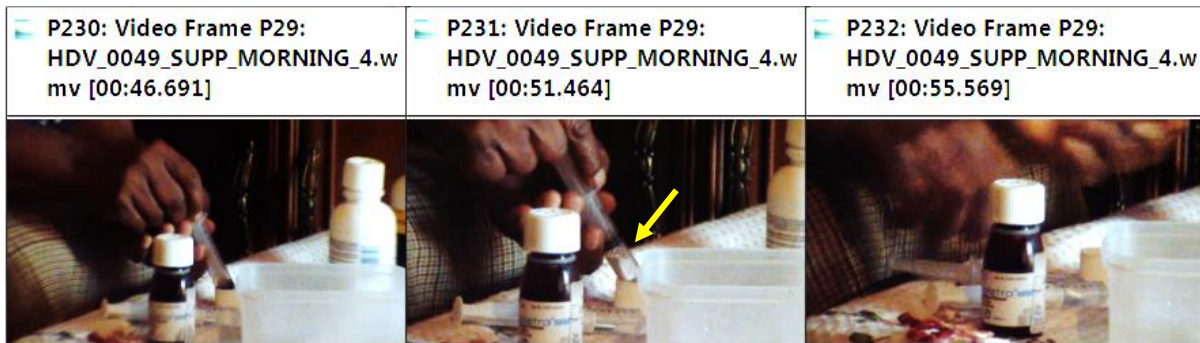 P230: Video Frame P29:
HDV_0049_SUPP_MORNING_4.w
mv [00:46.691]
P231: Video Frame P29:
HDV_0049_SUPP_MORNING_4.w
mv [00:51.464]
P232: Video Frame P29:
HDV_0049_SUPP_MORNING_4.w
mv [00:55.569]